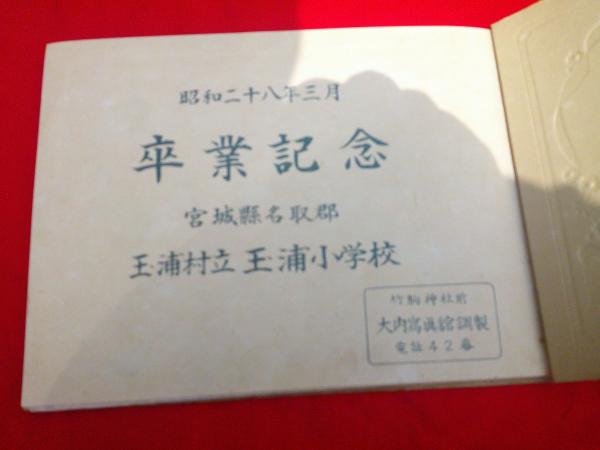 昭和二十八年三月
卒業記念
宮城縣名取郡
玉浦村立玉浦小学校
竹駒神社前
大内寫眞館調製
電話42番